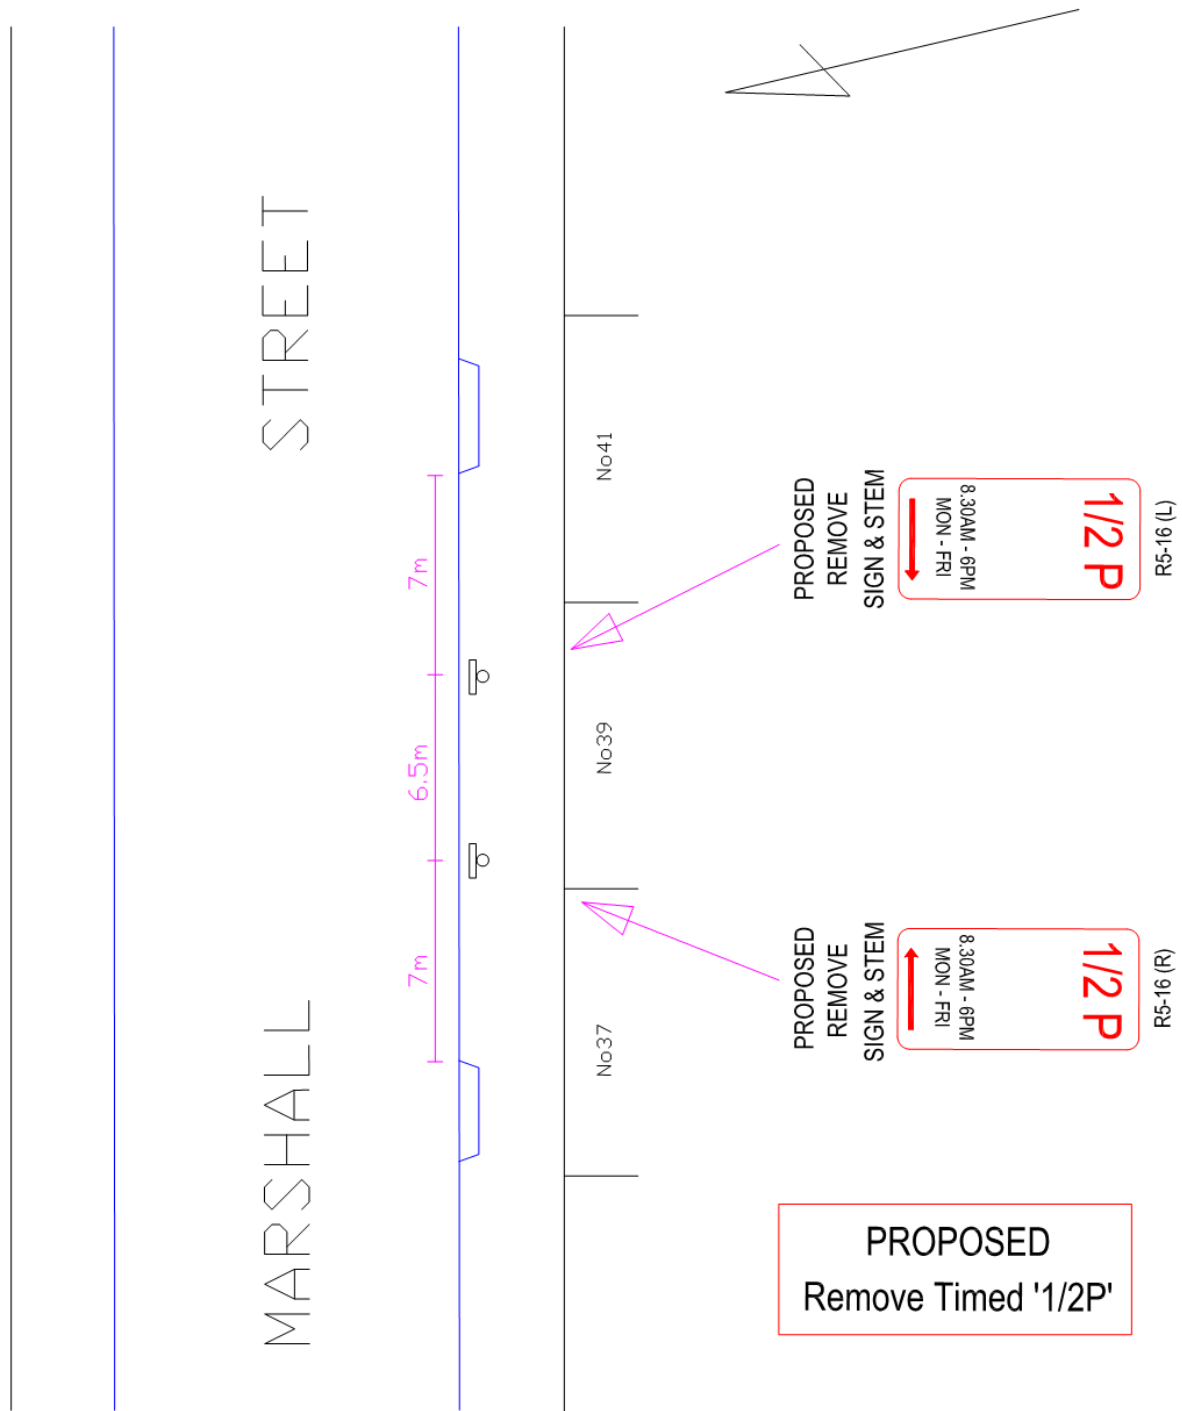 MARSHALL STREET
7m
6.5m
7m
No41
No39
No37
PROPOSED
REMOVE
SIGN & STEM
1/2 P
8.30AM - 6PM
MON - FRI
R5-16 (L)
PROPOSED
REMOVE
SIGN & STEM
1/2 P
8.30AM - 6PM
MON - FRI
R5-16 (R)
PROPOSED
Remove Timed '1/2P'